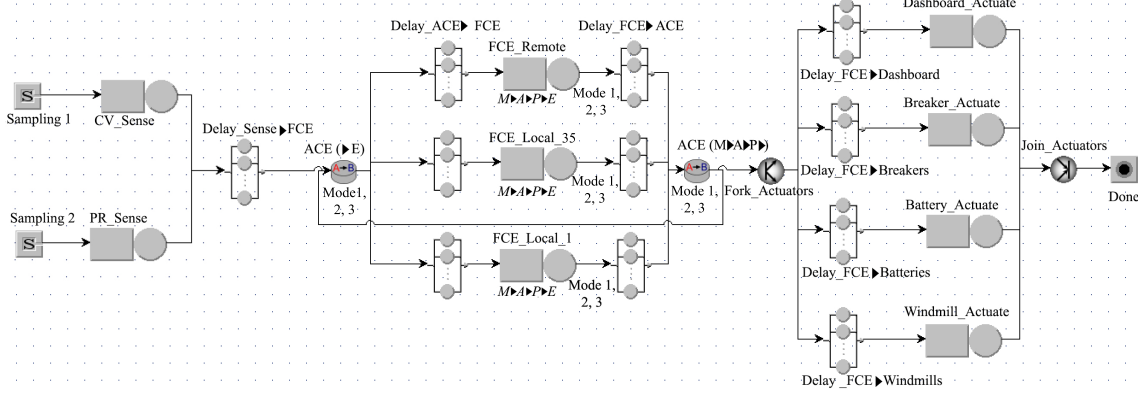 Dashboard_Actuate
Delay_ACE▶FCE
Delay_FCE▶ACE
FCE_Remote
M▶A▶P▶E
Mode 1,
2, 3
Delay_FCE▶Dashboard
S
Sampling 1
CV_Sense
Delay_Sense▶FCE
ACE (▶E)
A→B
Mode1,
2, 3
FCE_Local_35
M▶A▶P▶E
Mode 1,
2, 3
ACE (M▶A▶P▶)
A→B
Mode 1,
2, 3
Fork_Actuators
Breaker_Actuate
Delay_FCE▶Breakers
Join_Actuators
Done
Sampling 2
S
PR_Sense
FCE_Local_1
M▶A▶P▶E
Mode 1,
2, 3
Battery_Actuate
Delay_FCE▶Batteries
Windmill_Actuate
Delay _FCE▶Windmills